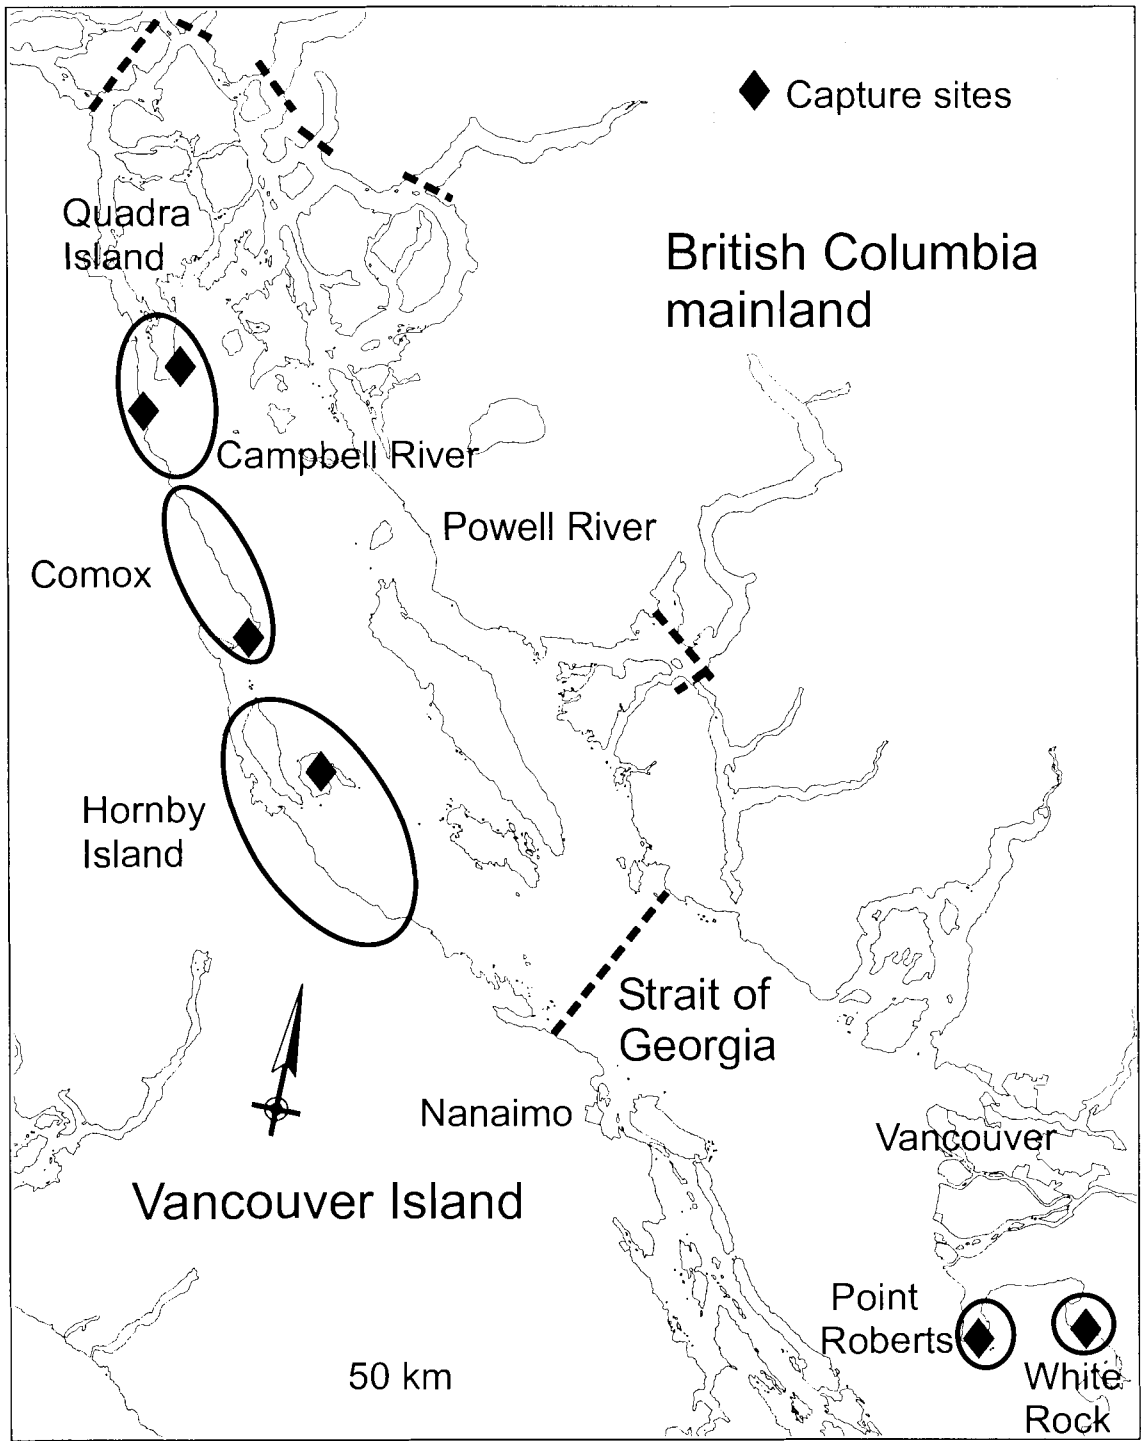 Capture sites
Quadra
Island
British Columbia
mainland
Campbell River
Powell River
Comox
Hornby
Island
Strait of
Georgia
Nanaimo
Vancouver
Vancouver Island
Point
Roberts
50 km
White
Rock